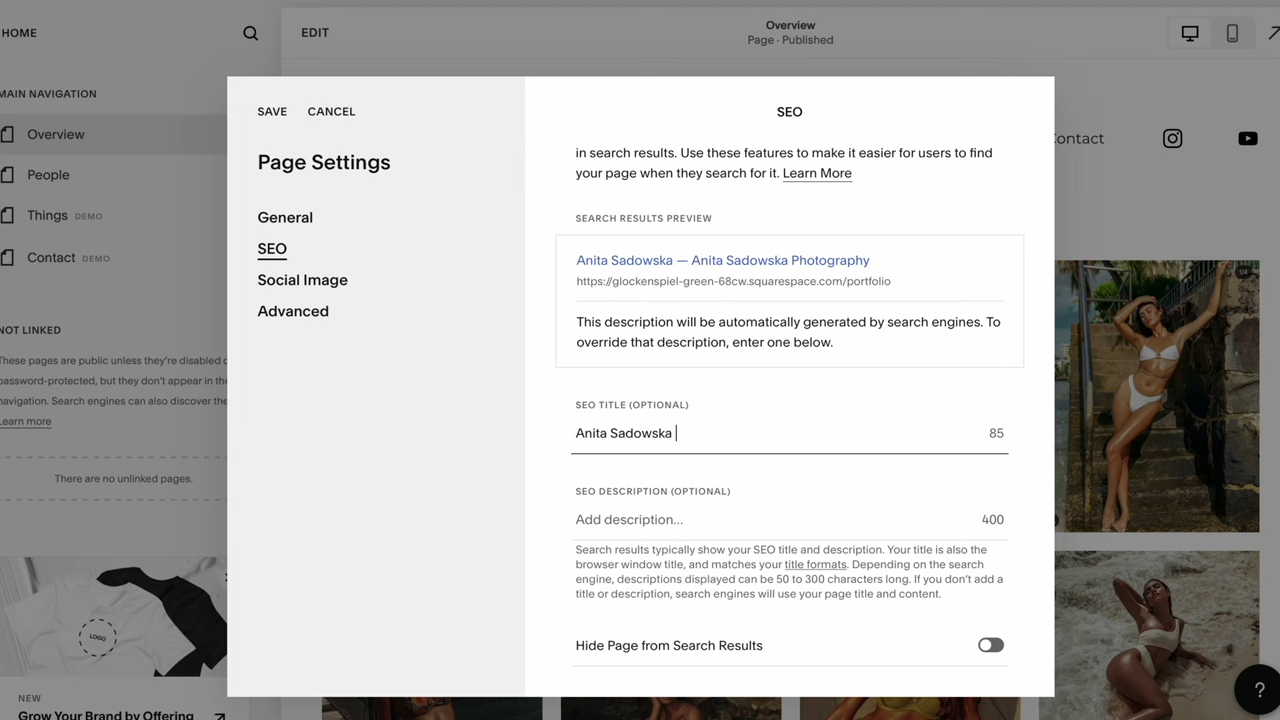 HOME
EDIT
Overview
Page · Published
MAIN NAVIGATION
Overview
People
Things DEMO
Contact DEMO
NOT LINKED
These pages are public unless they're disabled
password-protected, but they don't appear in the
navigation. Search engines can also discover the
Learn more
There are no unlinked pages.
LOGO
NEW
Grow Your Brand by Offering
SAVE CANCEL
Page Settings
General
SEO
Social Image
Advanced
SEO
in search results. Use these features to make it easier for users to find
your page when they search for it. Learn More
SEARCH RESULTS PREVIEW
Anita Sadowska — Anita Sadowska Photography
https://glockenspiel-green-68cw.squarespace.com/portfolio
This description will be automatically generated by search engines. To
override that description, enter one below.
SEO TITLE (OPTIONAL)
Anita Sadowska 85
SEO DESCRIPTION (OPTIONAL)
Add description... 400
Search results typically show your SEO title and description. Your title is also the
browser window title, and matches your title formats. Depending on the search
engine, descriptions displayed can be 50 to 300 characters long. If you don't add a
title or description, search engines will use your page title and content.
Hide Page from Search Results
Contact
1/4
?